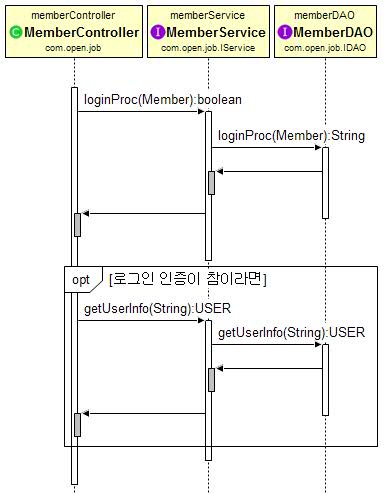 memberController
C MemberController
com.open.job
memberService
I MemberService
com.open.job.IService
memberDAO
I MemberDAO
com.open.job.IDAO
loginProc(Member):boolean
loginProc(Member):String
opt [로그인 인증이 참이라면]
getUserInfo(String):USER
getUserInfo(String):USER